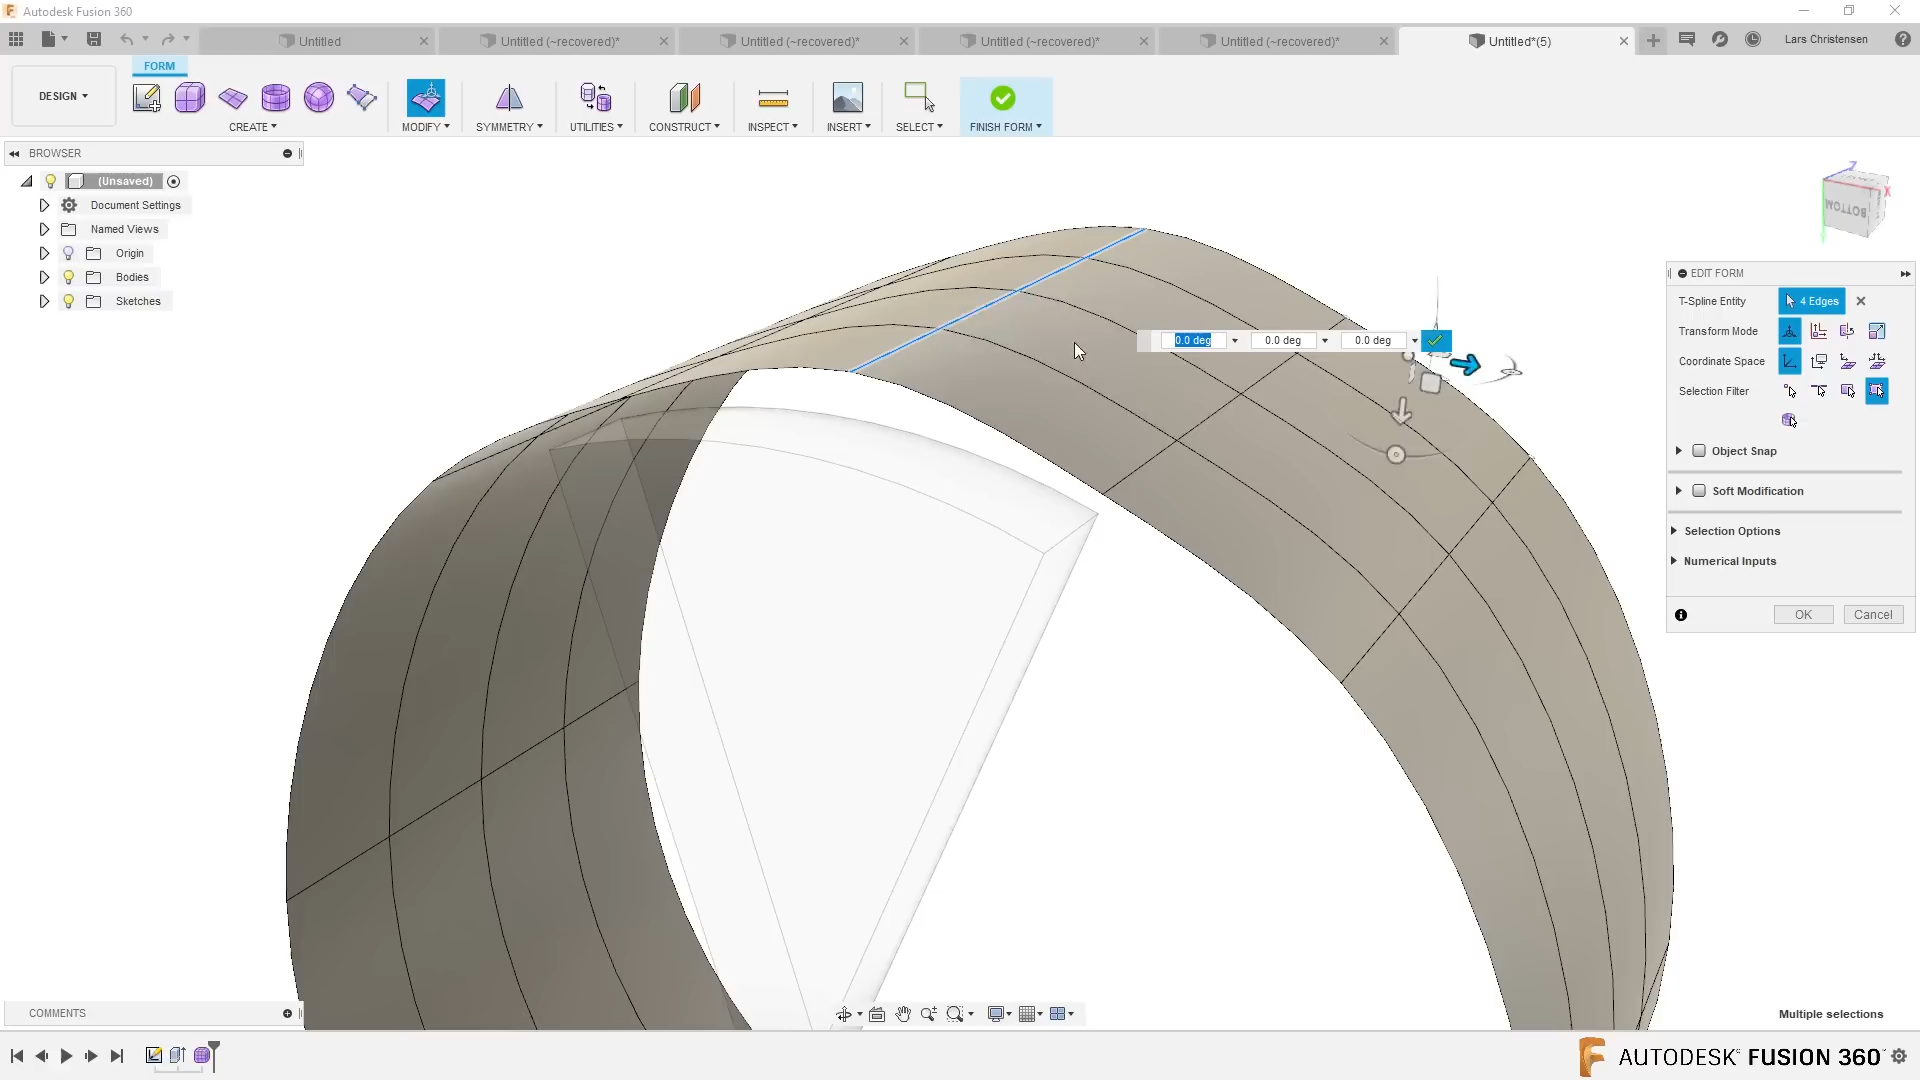 Autodesk Fusion 360
Untitled
Untitled (~recovered)*
Untitled (~recovered)*
Untitled (~recovered)*
Untitled (~recovered)*
Untitled*(5)
Lars Christensen
FORM
DESIGN
CREATE
MODIFY
SYMMETRY
UTILITIES
CONSTRUCT
INSPECT
INSERT
SELECT
FINISH FORM
BROWSER
(Unsaved)
Document Settings
Named Views
Origin
Bodies
Sketches
0.0 deg
0.0 deg
0.0 deg
Z
X
BOTTOM
EDIT FORM
T-Spline Entity
4 Edges
Transform Mode
Coordinate Space
Selection Filter
Object Snap
Soft Modification
Selection Options
Numerical Inputs
OK
Cancel
COMMENTS
Multiple selections
AUTODESK FUSION 360